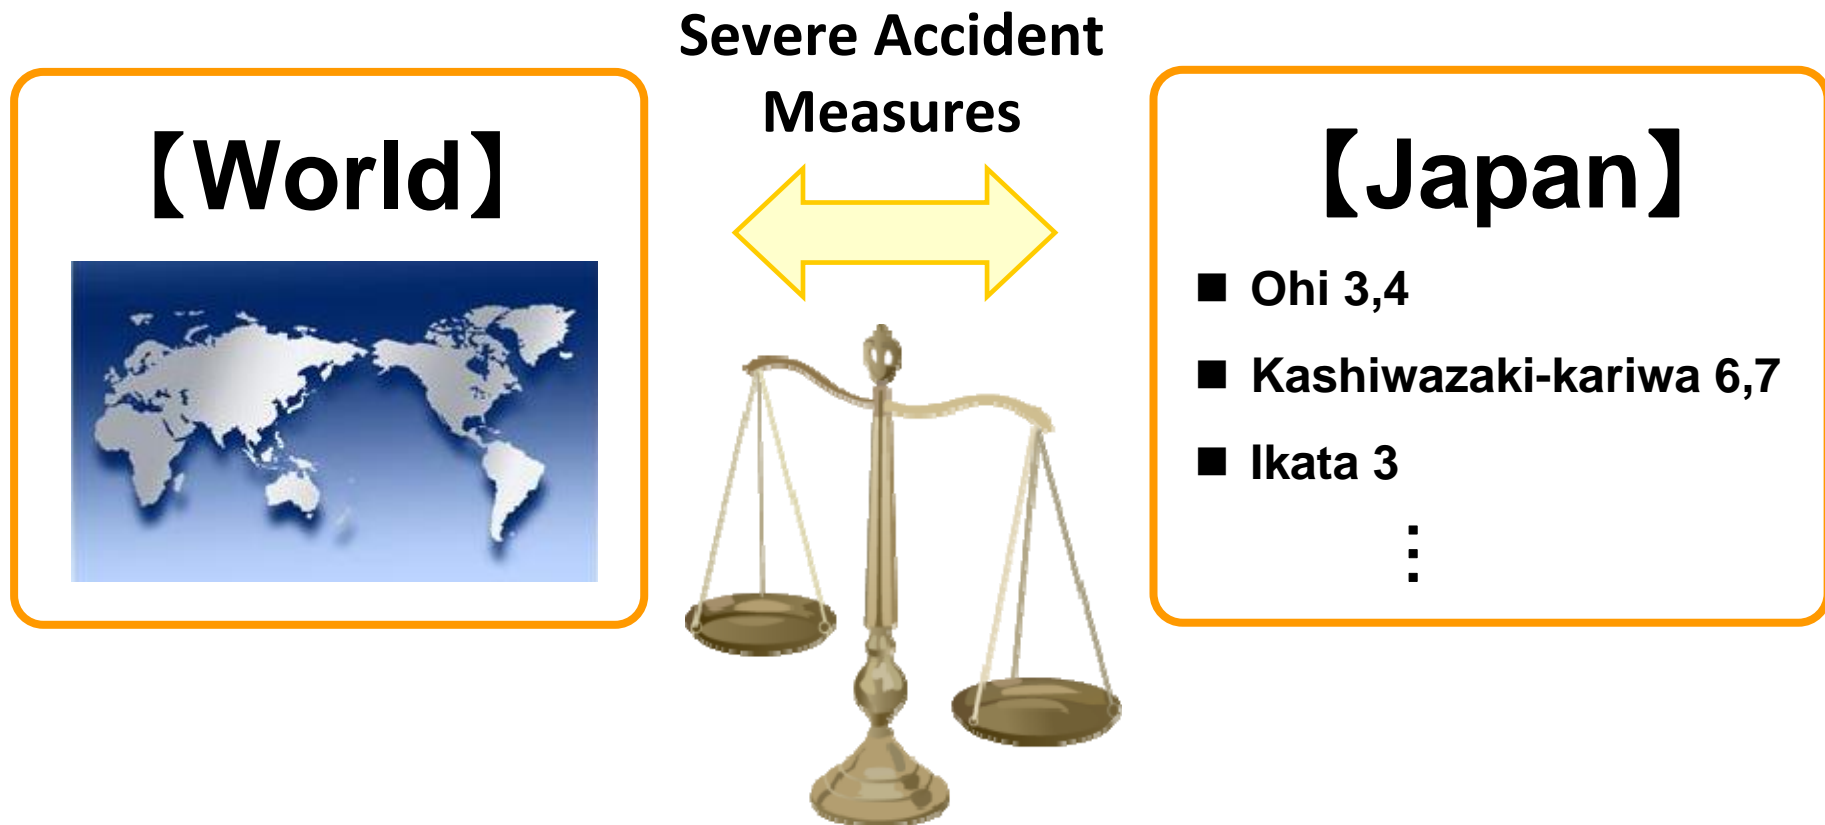 Severe Accident
Measures
【World】
【Japan】
■ Ohi 3,4
■ Kashiwazaki-kariwa 6,7
■ Ikata 3
⋮